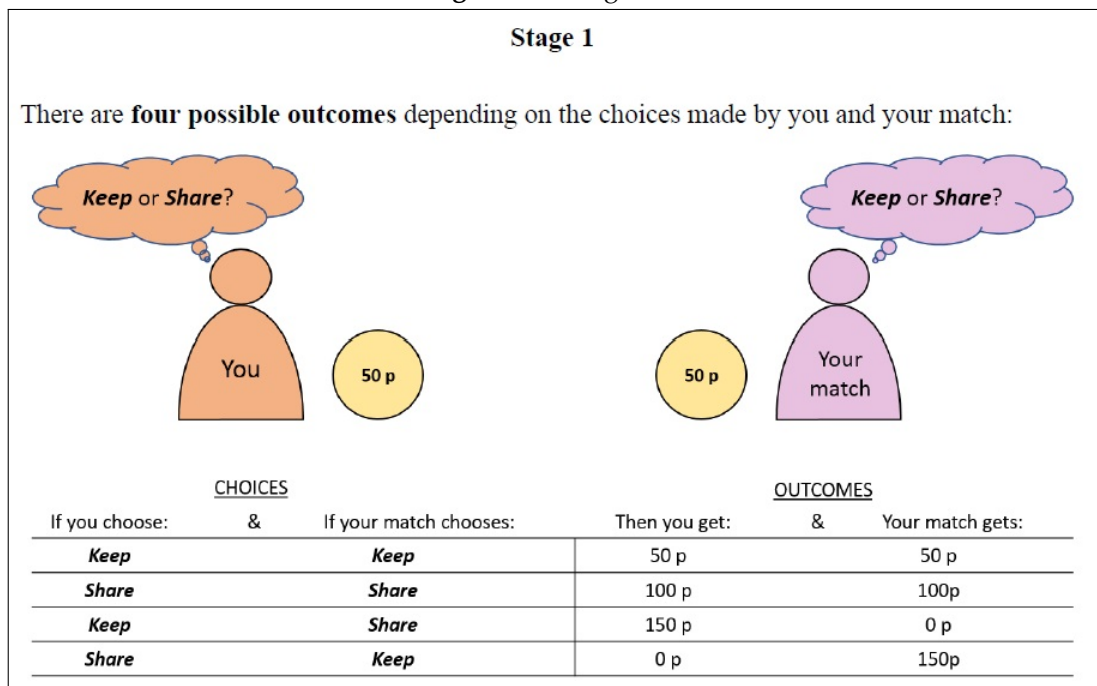 Stage 1
There are four possible outcomes depending on the choices made by you and your match:
Keep or Share?
Keep or Share?
You
50 p
50 p
Your
match
CHOICES
OUTCOMES
If you choose: & If your match chooses: Then you get: & Your match gets:
Keep Keep 50 p 50 p
Share Share 100 p 100p
Keep Share 150 p 0 p
Share Keep 0 p 150p